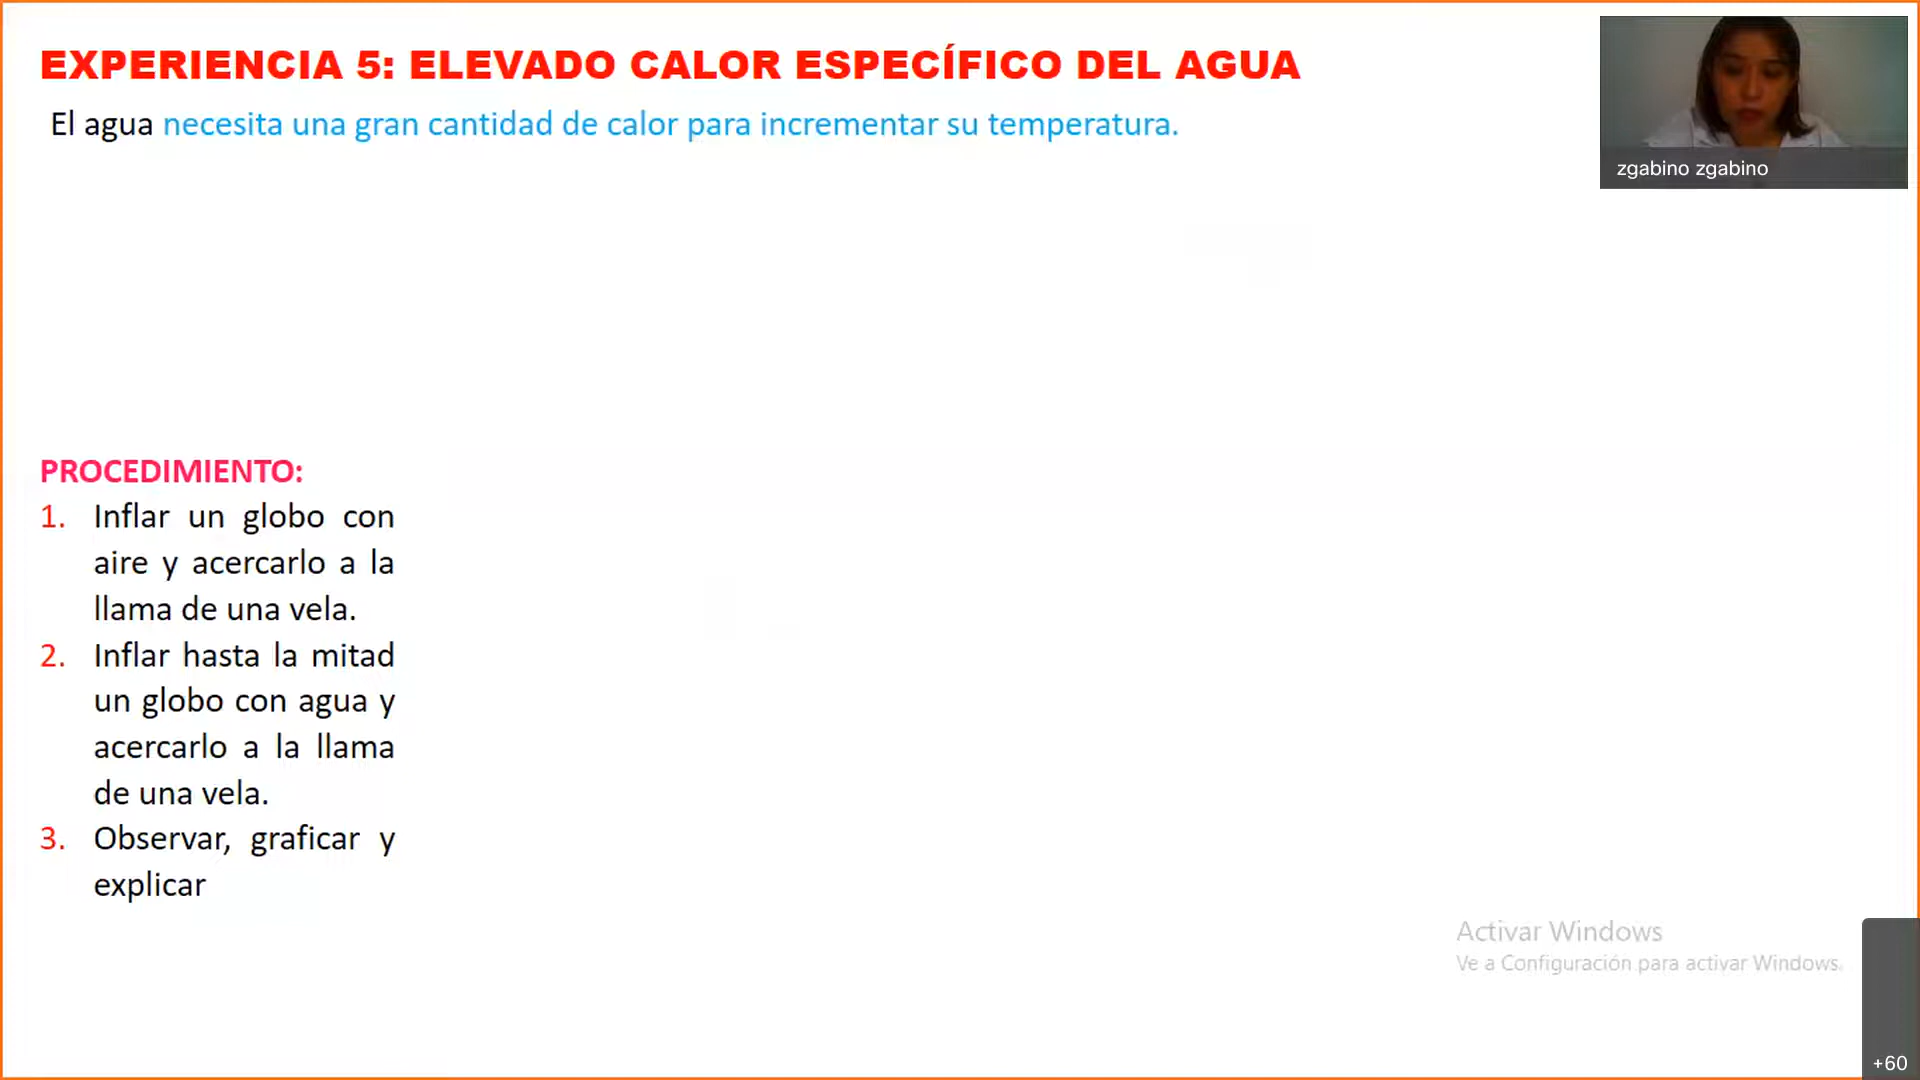 EXPERIENCIA 5: ELEVADO CALOR ESPECÍFICO DEL AGUA
El agua necesita una gran cantidad de calor para incrementar su temperatura.
zgabino zgabino
PROCEDIMIENTO:
1. Inflar un globo con
aire y acercarlo a la
llama de una vela.
2. Inflar hasta la mitad
un globo con agua y
acercarlo a la llama
de una vela.
3. Observar, graficar y
explicar
Activar Windows
Ve a Configuración para activar Windows.
+60